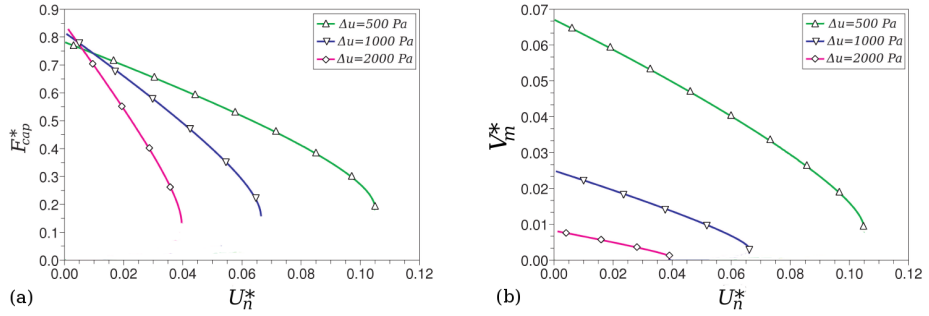 0.9
0.8
0.7
0.6
0.5
0.4
0.3
0.2
0.1
0.0
F*cap
0.00 0.02 0.04 0.06 0.08 0.10 0.12
Un*
(a)
Δu=500 Pa
Δu=1000 Pa
Δu=2000 Pa
0.07
0.06
0.05
0.04
0.03
0.02
0.01
0.00
Vm*
0.00 0.02 0.04 0.06 0.08 0.10 0.12
Un*
(b)
Δu=500 Pa
Δu=1000 Pa
Δu=2000 Pa